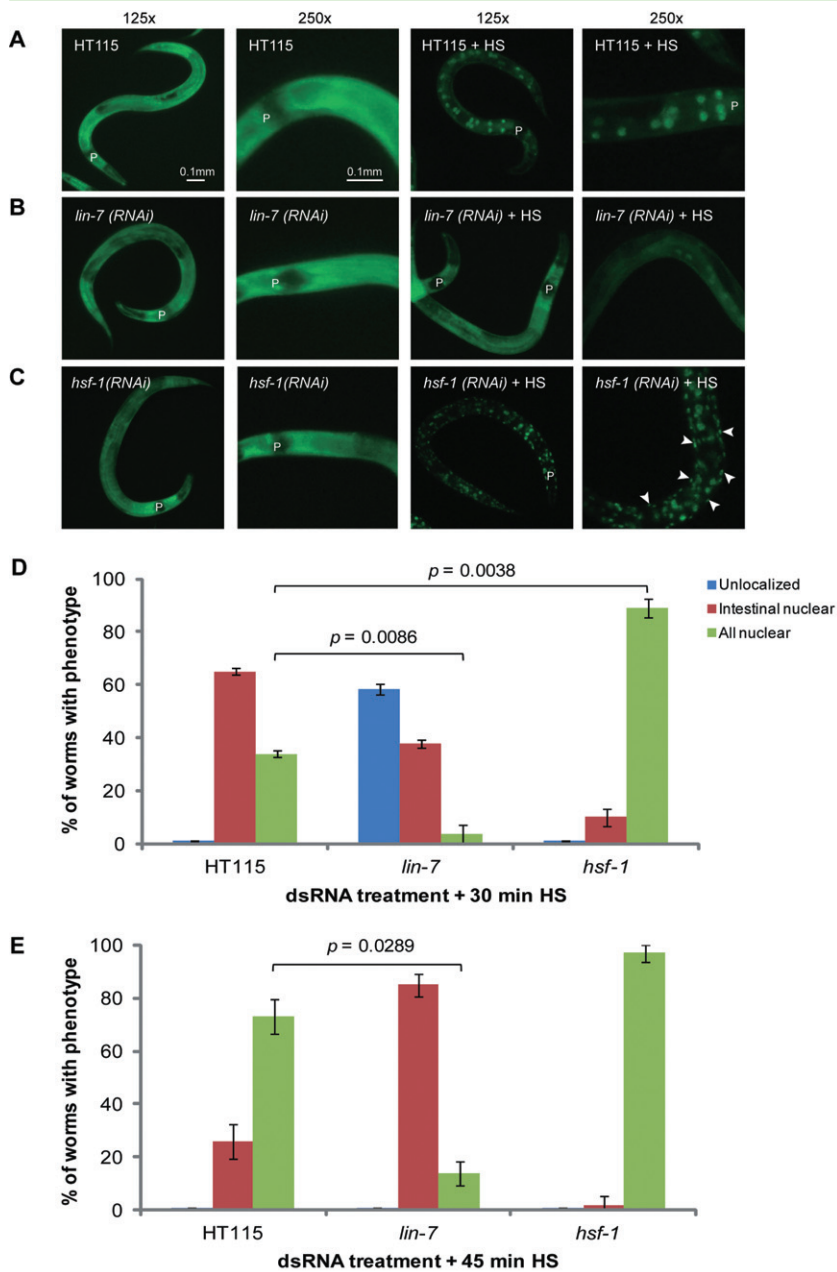 125x 250x 125x 250x
A
HT115
P
0.1mm
HT115
P
0.1mm
HT115 + HS
P
HT115 + HS
P
B
lin-7 (RNAi)
P
lin-7 (RNAi)
P
lin-7 (RNAi) + HS
P
P
lin-7 (RNAi) + HS
C
hsf-1(RNAi)
P
hsf-1(RNAi)
P
hsf-1 (RNAi) + HS
P
hsf-1 (RNAi) + HS
D
% of worms with phenotype
100
80
60
40
20
0
p = 0.0038
p = 0.0086
Unlocalized
Intestinal nuclear
All nuclear
HT115 lin-7 hsf-1
dsRNA treatment + 30 min HS
E
% of worms with phenotype
100
80
60
40
20
0
p = 0.0289
HT115 lin-7 hsf-1
dsRNA treatment + 45 min HS